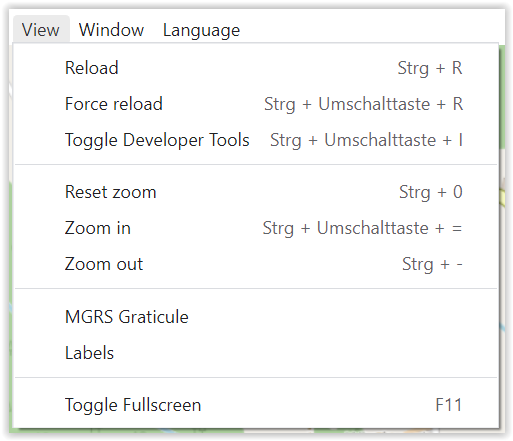 View Window Language
Reload Strg + R
Force reload Strg + Umschalttaste + R
Toggle Developer Tools Strg + Umschalttaste + I
Reset zoom Strg + 0
Zoom in Strg + Umschalttaste + =
Zoom out Strg + -
MGRS Graticule
Labels
Toggle Fullscreen F11